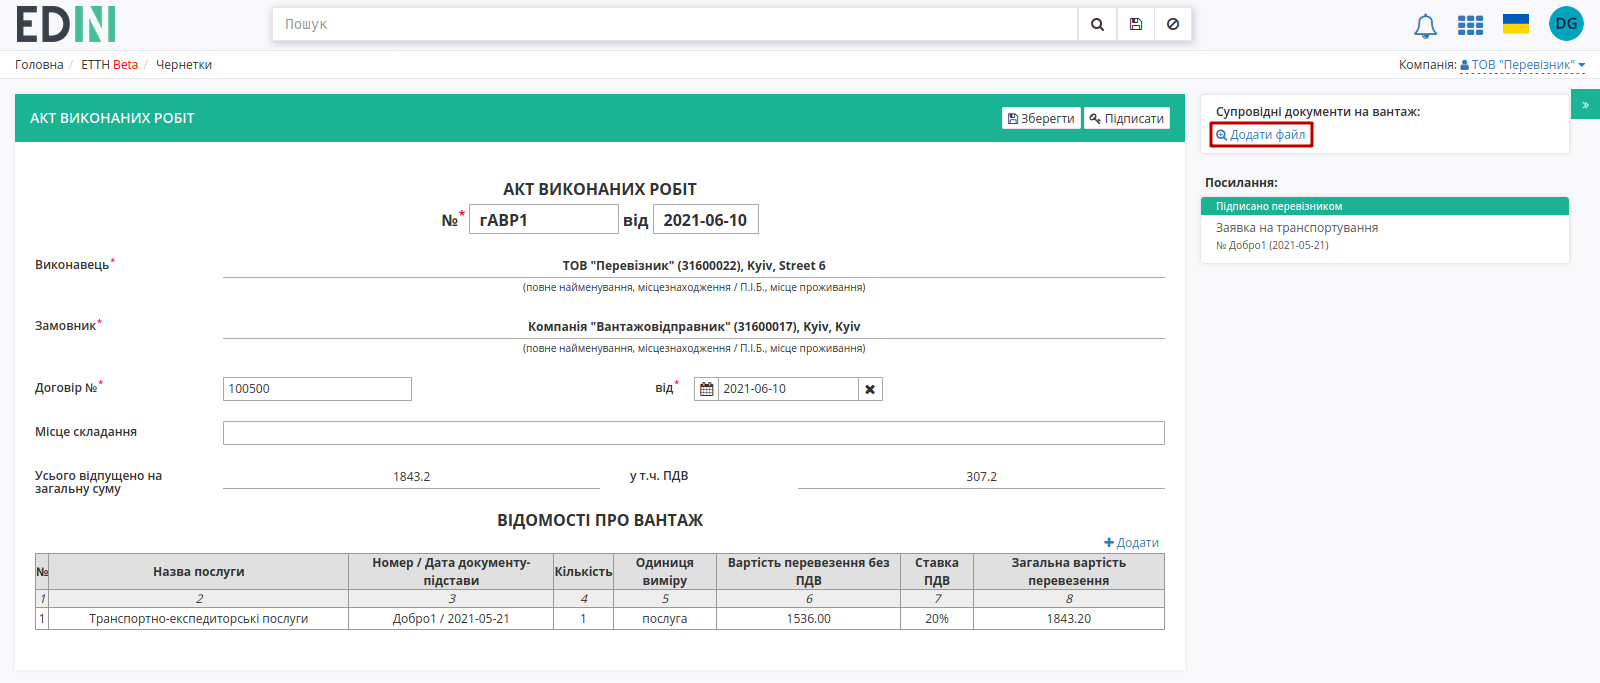 EDIN
Пошук
DG
Головна / ЕТТН Beta / Чернетки
Компанія: ТОВ "Перевізник"
АКТ ВИКОНАНИХ РОБІТ
Зберегти
Підписати
Супровідні документи на вантаж:
Додати файл
»
Посилання:
Підписано перевізником
Заявка на транспортування
№ Добро1 (2021-05-21)
АКТ ВИКОНАНИХ РОБІТ
№* гАВР1 від 2021-06-10
Виконавець* ТОВ "Перевізник" (31600022), Kyiv, Street 6
(повне найменування, місцезнаходження / П.І.Б., місце проживання)
Замовник* Компанія "Вантажовідправник" (31600017), Kyiv, Kyiv
(повне найменування, місцезнаходження / П.І.Б., місце проживання)
Договір №* 100500 від* 2021-06-10
Місце складання
Усього відпущено на загальну суму 1843.2 у т.ч. ПДВ 307.2
ВІДОМОСТІ ПРО ВАНТАЖ
Додати
№ Назва послуги Номер / Дата документу-підстави Кількість Одиниця виміру Вартість перевезення без ПДВ Ставка ПДВ Загальна вартість перевезення
1 2 3 4 5 6 7 8
1 Транспортно-експедиторські послуги Добро1 / 2021-05-21 1 послуга 1536.00 20% 1843.20